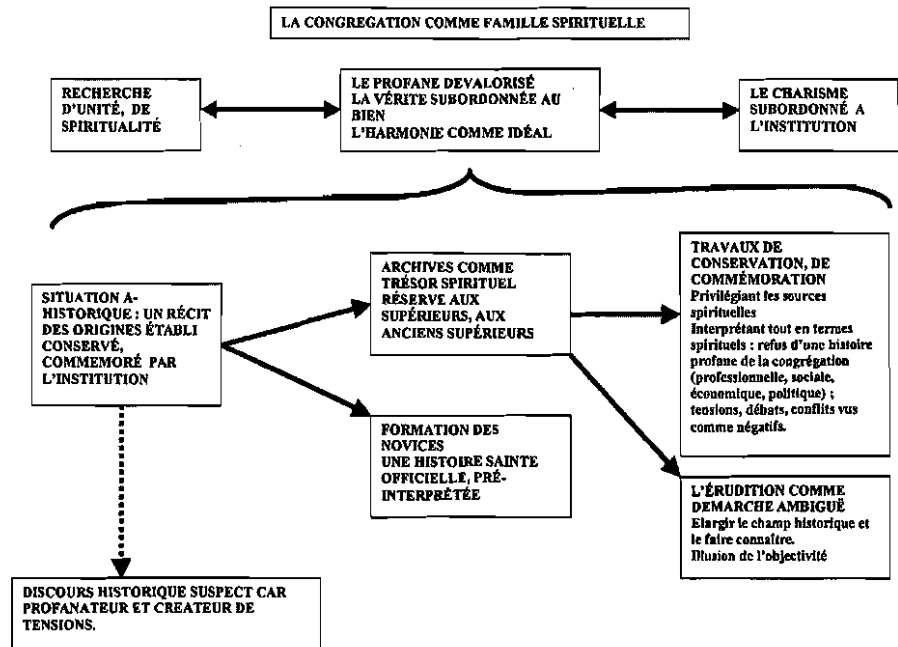 LA CONGREGATION COMME FAMILLE SPIRITUELLE
RECHERCHE
D'UNITÉ, DE
SPIRITUALITÉ
LE PROFANE DEVALORISÉ
LA VÉRITE SUBORDONNÉE AU
BIEN
L'HARMONIE COMME IDÉAL
LE CHARISME
SUBORDONNÉ A
L'INSTITUTION
SITUATION A-
HISTORIQUE : UN RÉCIT
DES ORIGINES ÉTABLI
CONSERVÉ,
COMMEMORÉ PAR
L'INSTITUTION
ARCHIVES COMME
TRÉSOR SPIRITUEL
RÉSERVE AUX
SUPÉRIEURS, AUX
ANCIENS SUPÉRIEURS
FORMATION DES
NOVICES
UNE HISTOIRE SAINTE
OFFICIELLE, PRÉ-
INTERPRÉTÉE
TRAVAUX DE
CONSERVATION, DE
COMMÉMORATION
Privilégiant les sources
spirituelles
Interprétant tout en termes
spirituels : refus d'une histoire
profane de la congrégation
(professionnelle, sociale,
économique, politique) ;
tensions, débats, conflits vus
comme négatifs.
L'ÉRUDITION COMME
DEMARCHE AMBIGUË
Elargir le champ historique et
le faire connaître.
Illusion de l'objectivité
DISCOURS HISTORIQUE SUSPECT CAR
PROFANATEUR ET CREATEUR DE
TENSIONS.